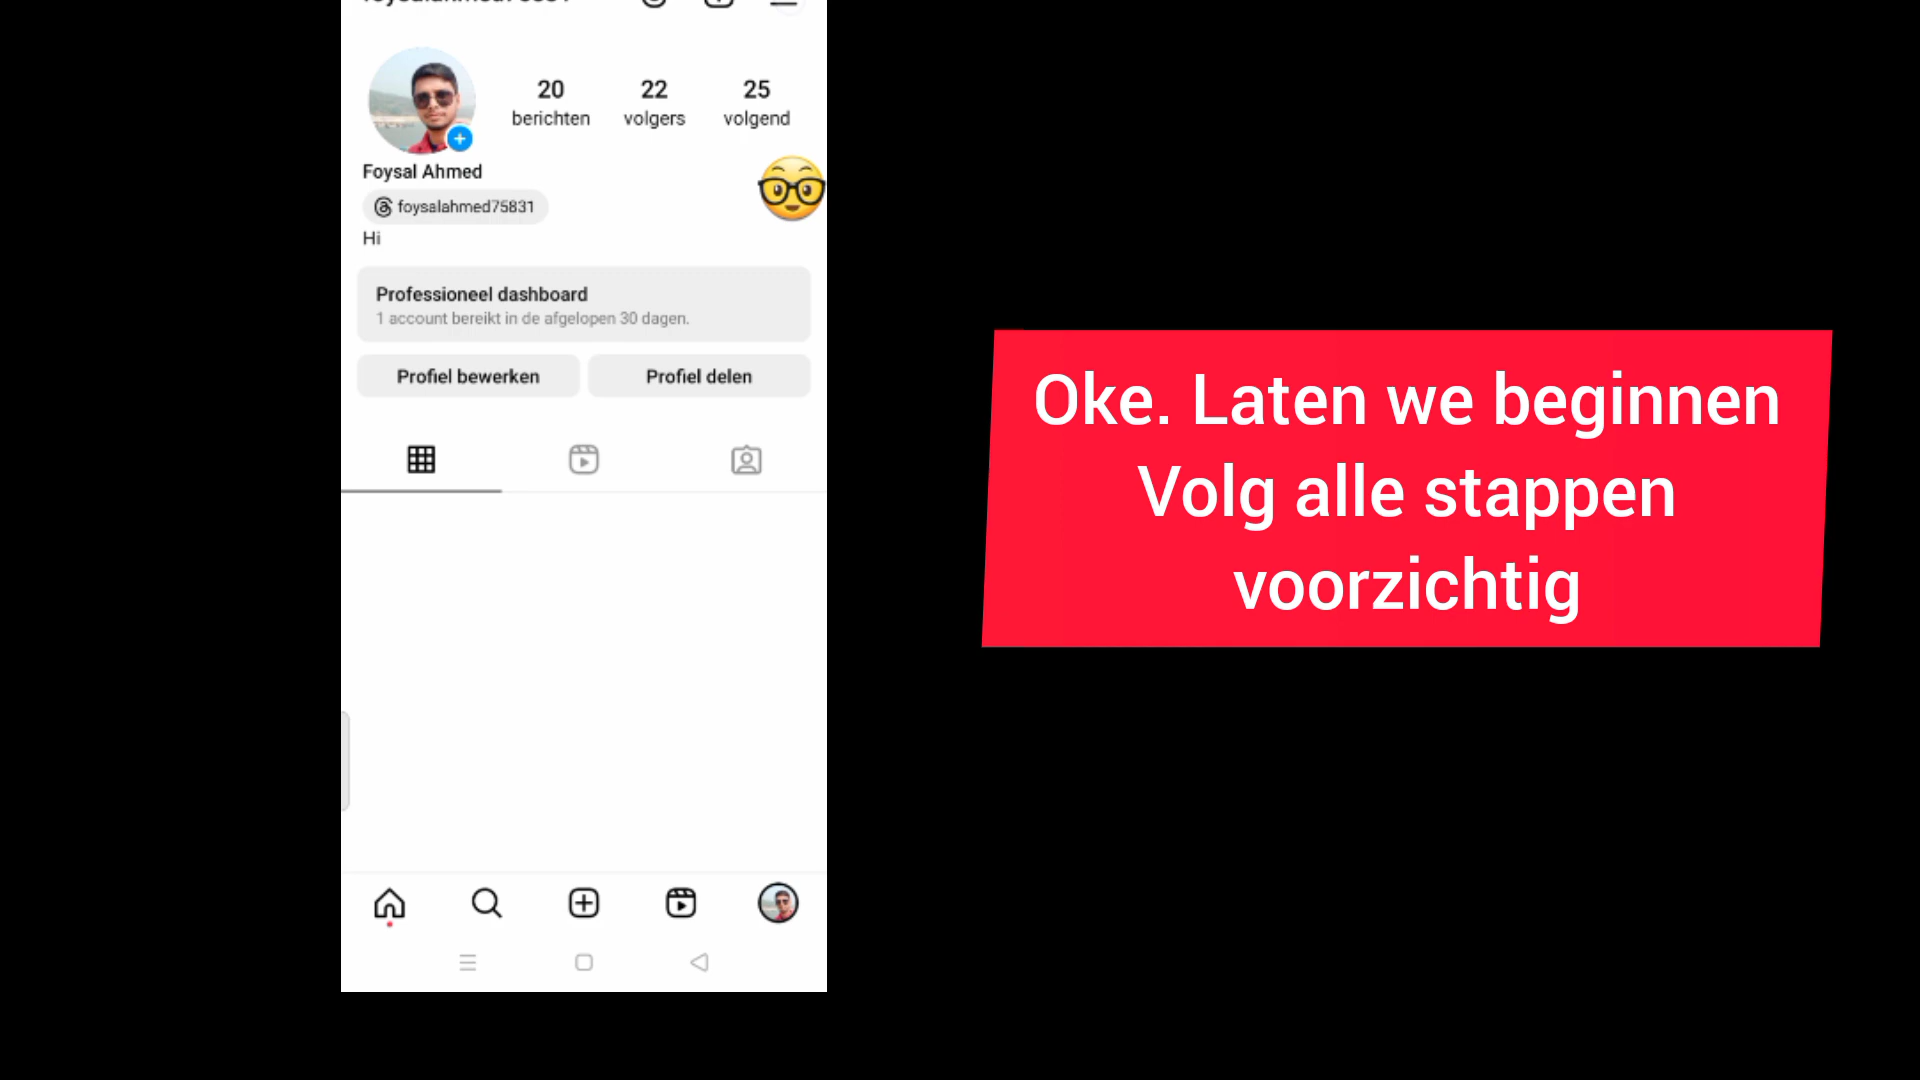 20 22 25
berichten volgers volgend
Foysal Ahmed
foysalahmed75831
Hi
Professioneel dashboard
1 account bereikt in de afgelopen 30 dagen.
Profiel bewerken Profiel delen
Oke. Laten we beginnen
Volg alle stappen
voorzichtig